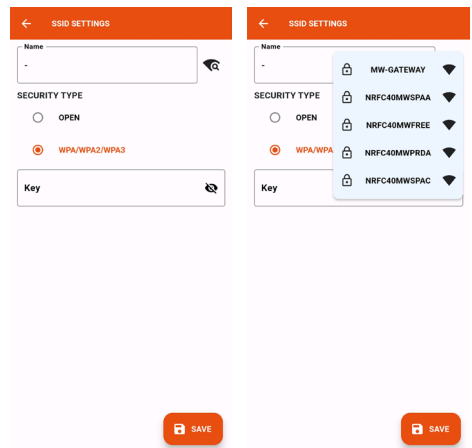 SSID SETTINGS
Name
-
SECURITY TYPE
OPEN
WPA/WPA2/WPA3
Key
SAVE
SSID SETTINGS
Name
-
MW-GATEWAY
NRFC40MWSPAA
NRFC40MWFREE
NRFC40MWPRDA
NRFC40MWSPAC
SECURITY TYPE
OPEN
WPA/WPA
Key
SAVE